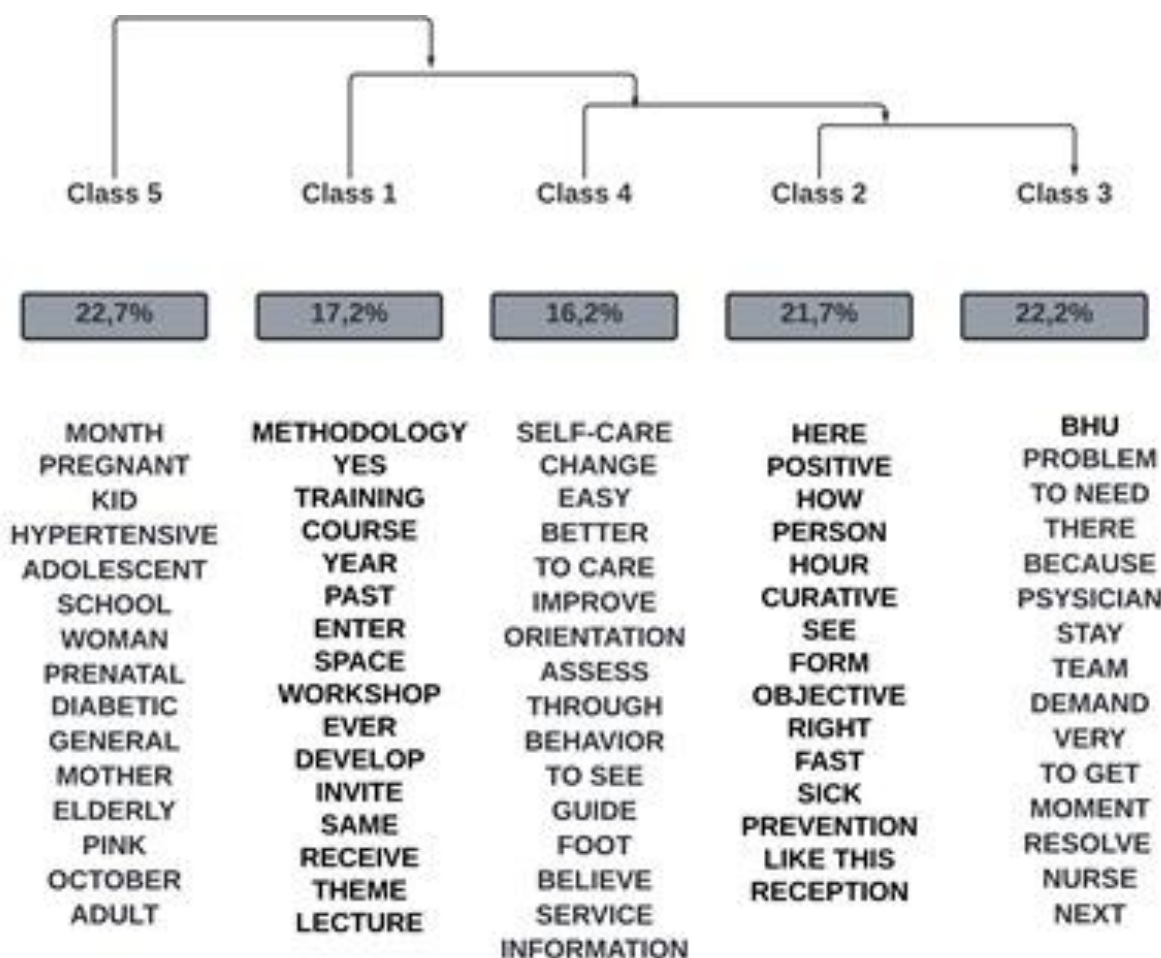 Class 5
Class 1
Class 4
Class 2
Class 3
22,7%
17,2%
16,2%
21,7%
22,2%
MONTH
PREGNANT
KID
HYPERTENSIVE
ADOLESCENT
SCHOOL
WOMAN
PRENATAL
DIABETIC
GENERAL
MOTHER
ELDERLY
PINK
OCTOBER
ADULT
METHODOLOGY
YES
TRAINING
COURSE
YEAR
PAST
ENTER
SPACE
WORKSHOP
EVER
DEVELOP
INVITE
SAME
RECEIVE
THEME
LECTURE
SELF-CARE
CHANGE
EASY
BETTER
TO CARE
IMPROVE
ORIENTATION
ASSESS
THROUGH
BEHAVIOR
TO SEE
GUIDE
FOOT
BELIEVE
SERVICE
INFORMATION
HERE
POSITIVE
HOW
PERSON
HOUR
CURATIVE
SEE
FORM
OBJECTIVE
RIGHT
FAST
SICK
PREVENTION
LIKE THIS
RECEPTION
BHU
PROBLEM
TO NEED
THERE
BECAUSE
PSYSICIAN
STAY
TEAM
DEMAND
VERY
TO GET
MOMENT
RESOLVE
NURSE
NEXT